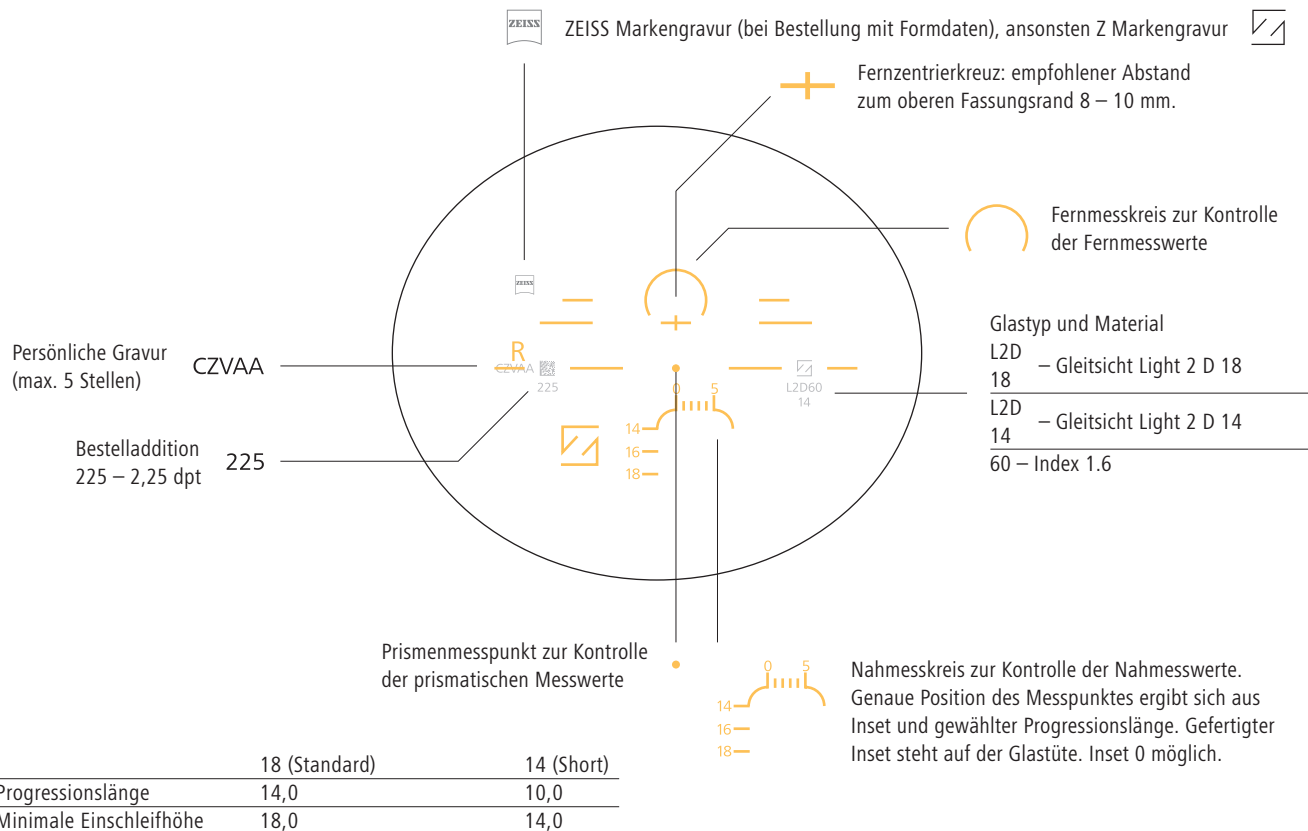 ZEISS
ZEISS Markengravur (bei Bestellung mit Formdaten), ansonsten Z Markengravur
Fernzentrierkreuz: empfohlener Abstand
zum oberen Fassungsrand 8 – 10 mm.
Fernmesskreis zur Kontrolle
der Fernmesswerte
ZEISS
Glastyp und Material
L2D
18
– Gleitsicht Light 2 D 18
L2D
14
– Gleitsicht Light 2 D 14
60 – Index 1.6
Persönliche Gravur
(max. 5 Stellen)
CZVAA
R
CZVAA
225
L2D60
14
0 5
14
16
18
Bestelladdition
225 – 2,25 dpt
225
Prismenmesspunkt zur Kontrolle
der prismatischen Messwerte
0 5
14
16
18
Nahmesskreis zur Kontrolle der Nahmesswerte.
Genaue Position des Messpunktes ergibt sich aus
Inset und gewählter Progressionslänge. Gefertigter
Inset steht auf der Glastüte. Inset 0 möglich.
18 (Standard) 14 (Short)
Progressionslänge 14,0 10,0
Minimale Einschleifhöhe 18,0 14,0